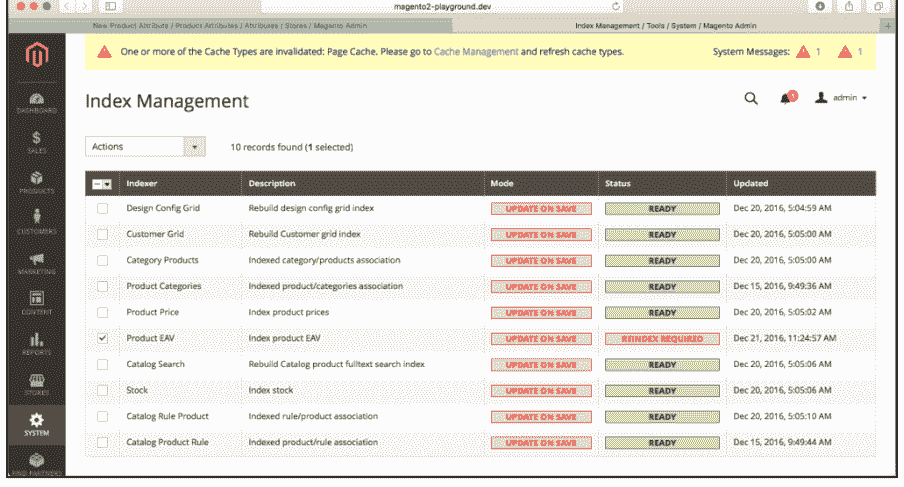 magento2-playground.dev
New Product Attribute / Product Attributes / Attributes / Stores / Magento Admin
Index Management / Tools / System / Magento Admin
One or more of the Cache Types are invalidated: Page Cache. Please go to Cache Management and refresh cache types.
System Messages: 1 1
Index Management
1
admin
Actions
10 records found (1 selected)
Indexer Description Mode Status Updated
Design Config Grid Rebuild design config grid index UPDATE ON SAVE READY Dec 20, 2016, 5:04:59 AM
Customer Grid Rebuild Customer grid index UPDATE ON SAVE READY Dec 20, 2016, 5:05:00 AM
Category Products Indexed category/products association UPDATE ON SAVE READY Dec 20, 2016, 5:05:00 AM
Product Categories Indexed product/categories association UPDATE ON SAVE READY Dec 15, 2016, 9:49:36 AM
Product Price Index product prices UPDATE ON SAVE READY Dec 20, 2016, 5:05:02 AM
Product EAV Index product EAV UPDATE ON SAVE REINDEX REQUIRED Dec 21, 2016, 11:24:57 AM
Catalog Search Rebuild Catalog product fulltext search index UPDATE ON SAVE READY Dec 20, 2016, 5:05:06 AM
Stock Index stock UPDATE ON SAVE READY Dec 20, 2016, 5:05:06 AM
Catalog Rule Product Indexed rule/product association UPDATE ON SAVE READY Dec 20, 2016, 5:05:10 AM
Catalog Product Rule Indexed product/rule association UPDATE ON SAVE READY Dec 15, 2016, 9:49:44 AM
DASHBOARD
SALES
PRODUCTS
CUSTOMERS
MARKETING
CONTENT
REPORTS
STORES
SYSTEM
FIND PARTNERS